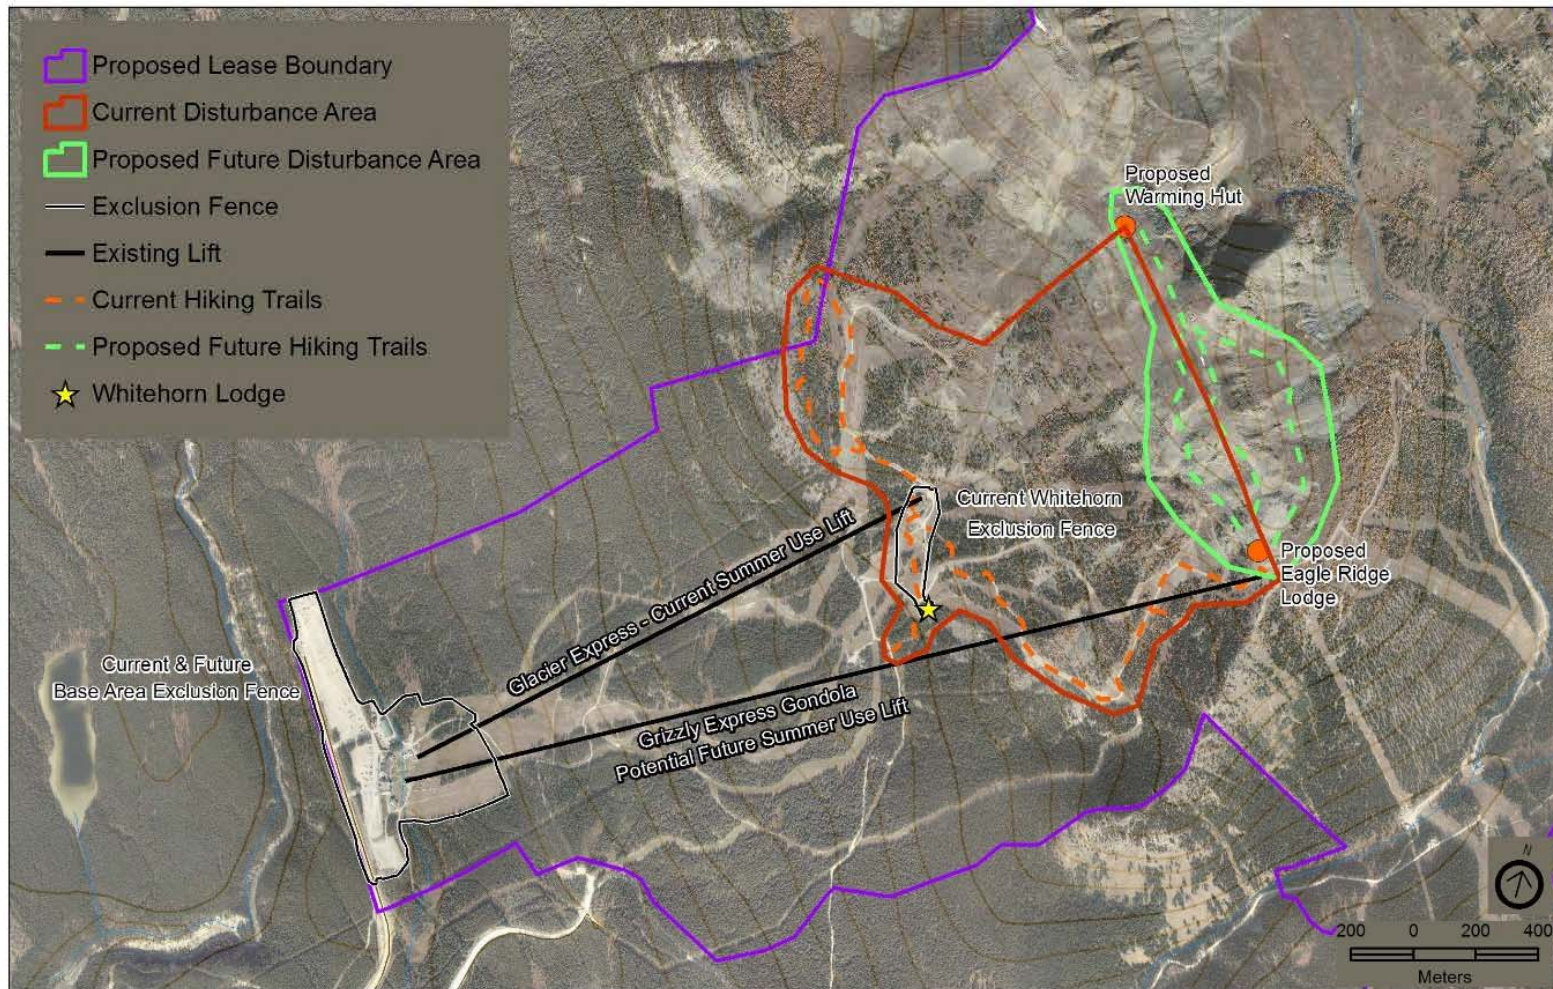 Proposed Lease Boundary
Current Disturbance Area
Proposed Future Disturbance Area
Exclusion Fence
Existing Lift
Current Hiking Trails
Proposed Future Hiking Trails
Whitehorn Lodge
Proposed
Warming Hut
Current Whitehorn
Exclusion Fence
Proposed
Eagle Ridge
Lodge
Glacier Express - Current Summer Use Lift
Grizzly Express Gondola
Potential Future Summer Use Lift
Current & Future
Base Area Exclusion Fence
N
200 0 200 400
Meters